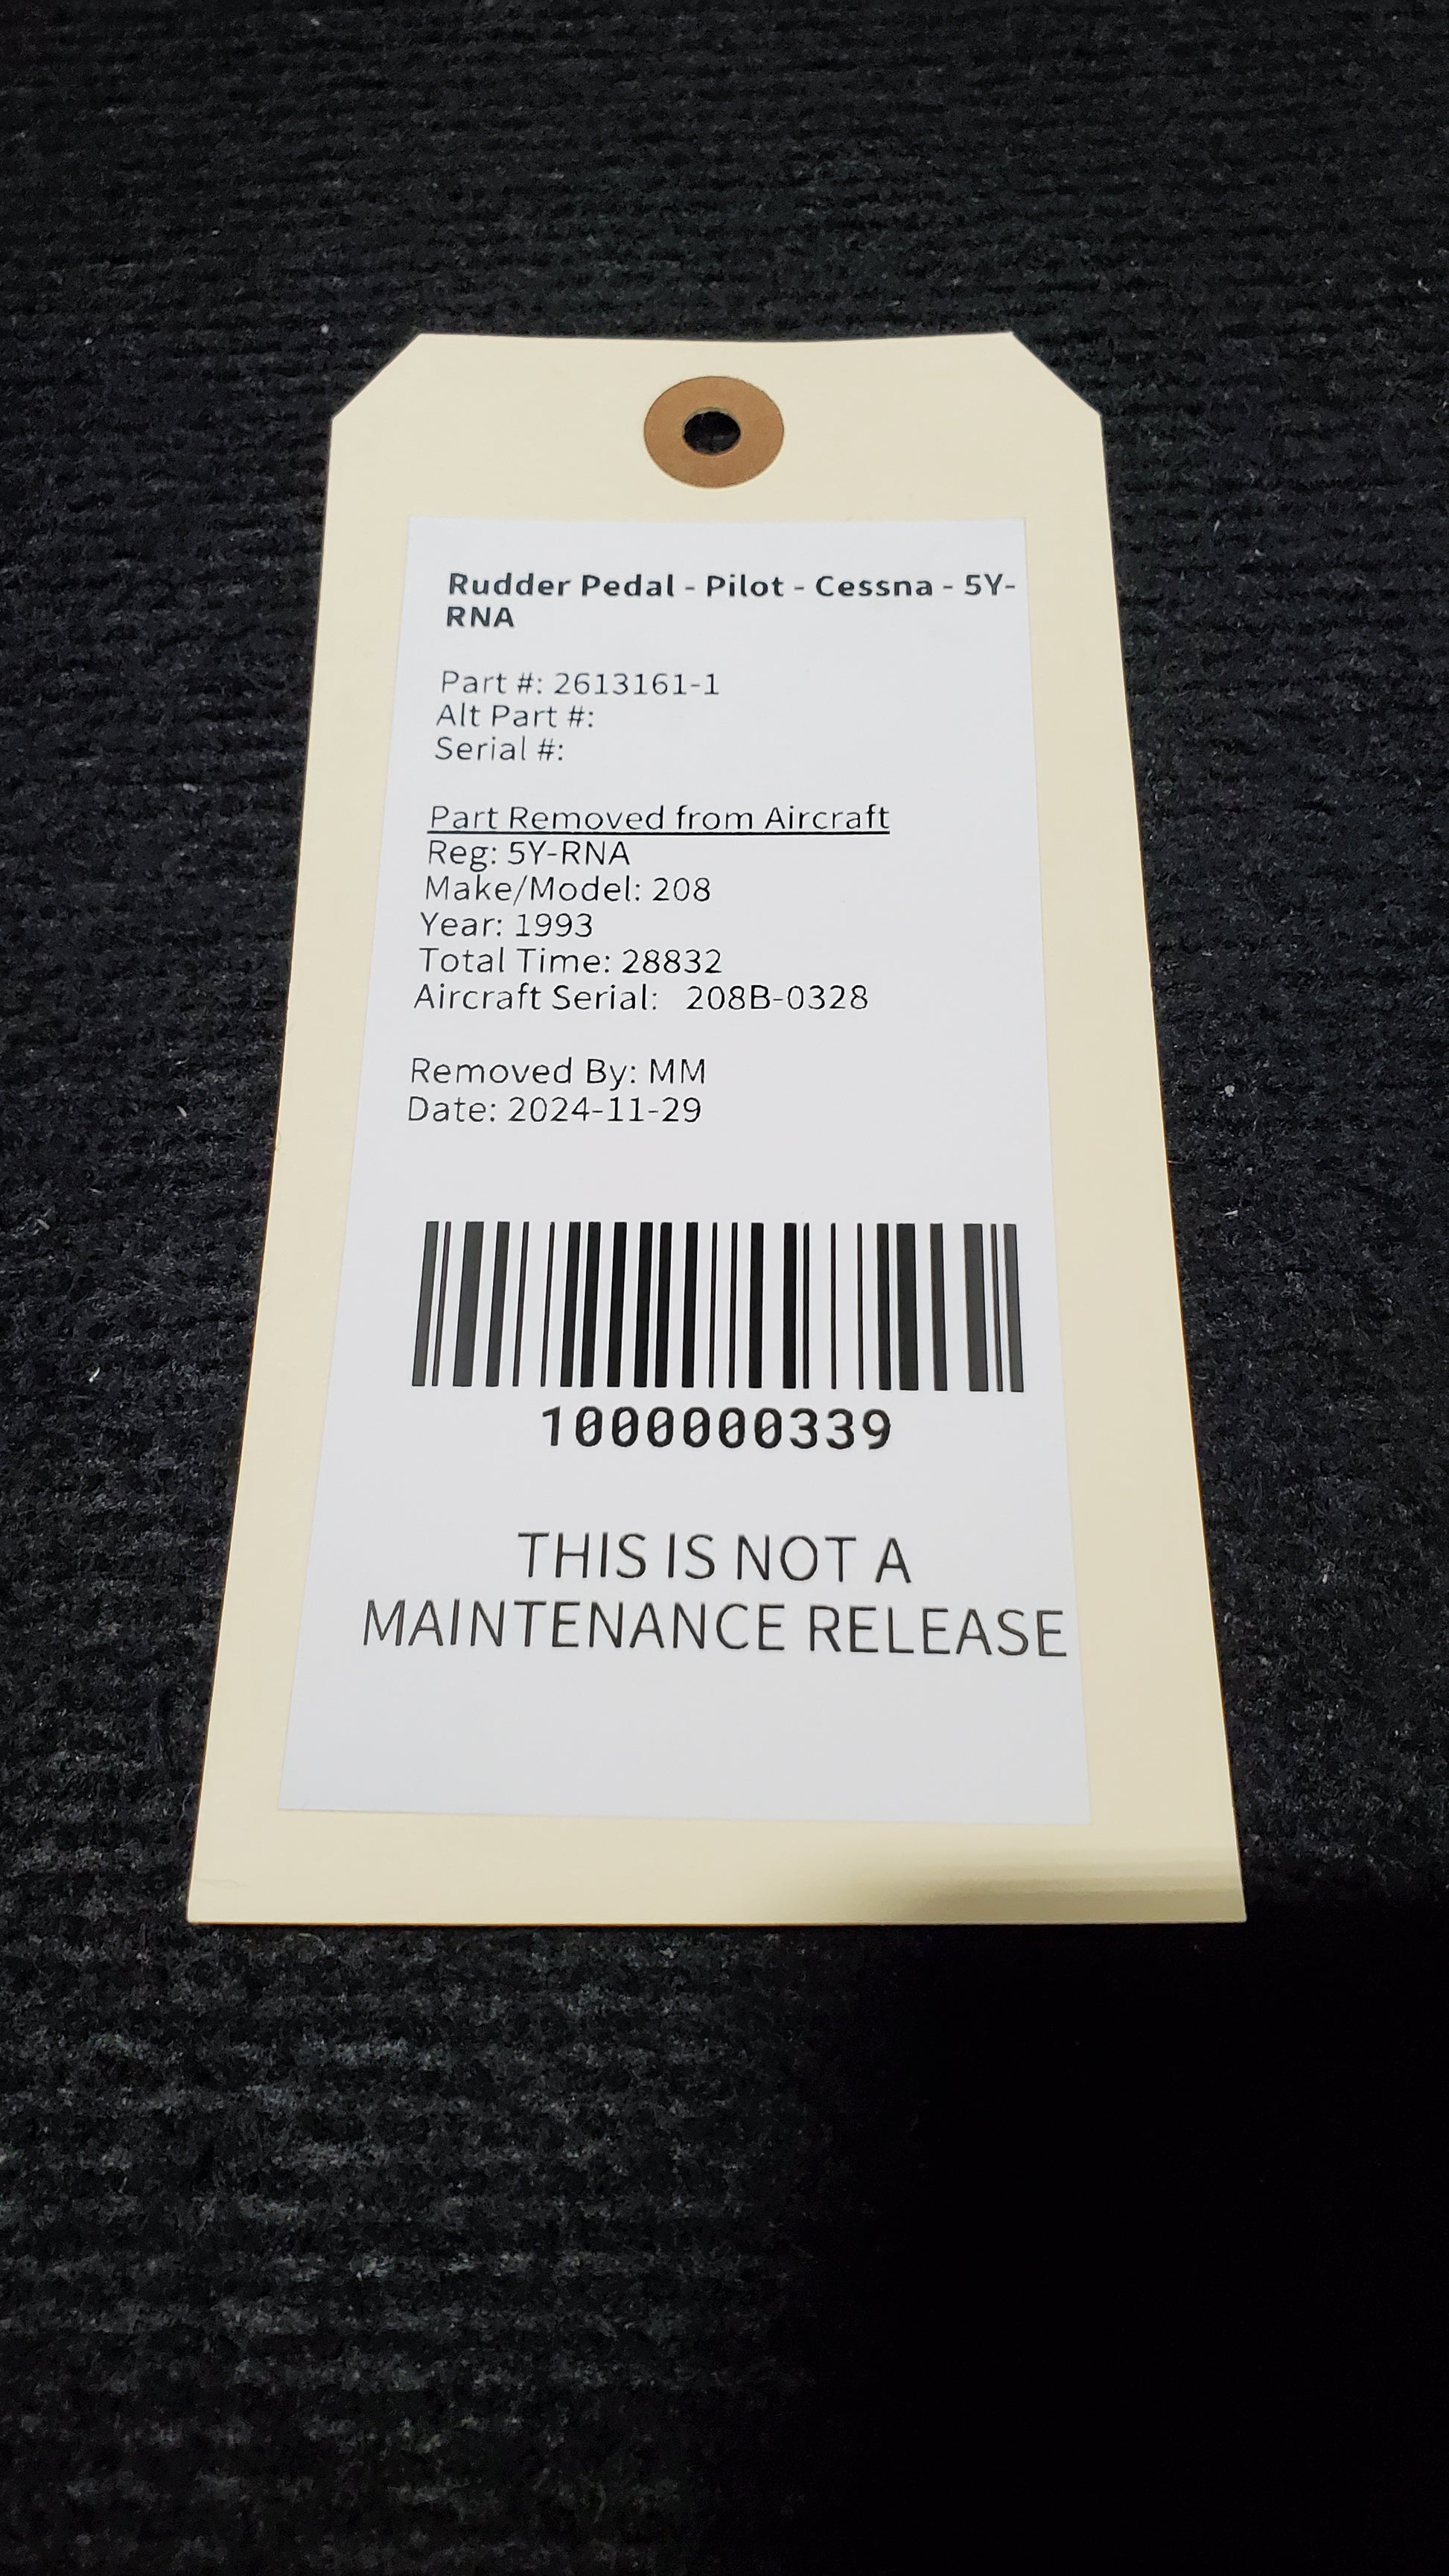 Rudder Pedal - Pilot - Cessna - 5Y-
RNA
Part #: 2613161-1
Alt Part #:
Serial #:
Part Removed from Aircraft
Reg: 5Y-RNA
Make/Model: 208
Year: 1993
Total Time: 28832
Aircraft Serial: 208B-0328
Removed By: MM
Date: 2024-11-29
1000000339
THIS IS NOT A
MAINTENANCE RELEASE